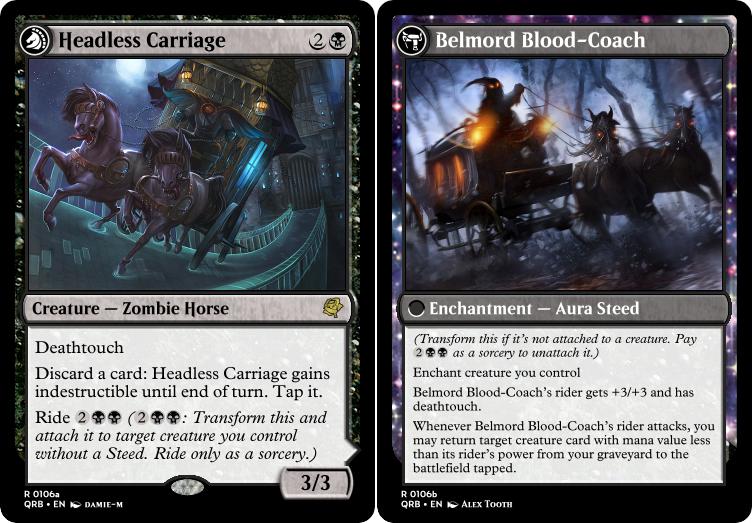 Headless Carriage
2
Creature — Zombie Horse
Deathtouch
Discard a card: Headless Carriage gains
indestructible until end of turn. Tap it.
Ride 2 (2: Transform this and
attach it to target creature you control
without a Steed. Ride only as a sorcery.)
3/3
R 0106a
QRB • EN DAMIE-M
Belmord Blood-Coach
Enchantment — Aura Steed
(Transform this if it's not attached to a creature. Pay
2 as a sorcery to unattach it.)
Enchant creature you control
Belmord Blood-Coach's rider gets +3/+3 and has
deathtouch.
Whenever Belmord Blood-Coach's rider attacks, you
may return target creature card with mana value less
than its rider's power from your graveyard to the
battlefield tapped.
R 0106b
QRB • EN ALEX TOOTH